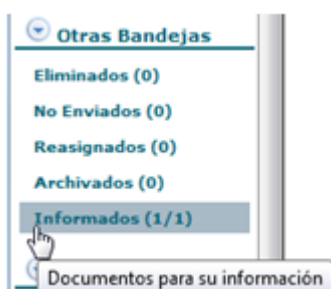 Otras Bandejas
Eliminados (0)
No Enviados (0)
Reasignados (0)
Archivados (0)
Informados (1/1)
Documentos para su información